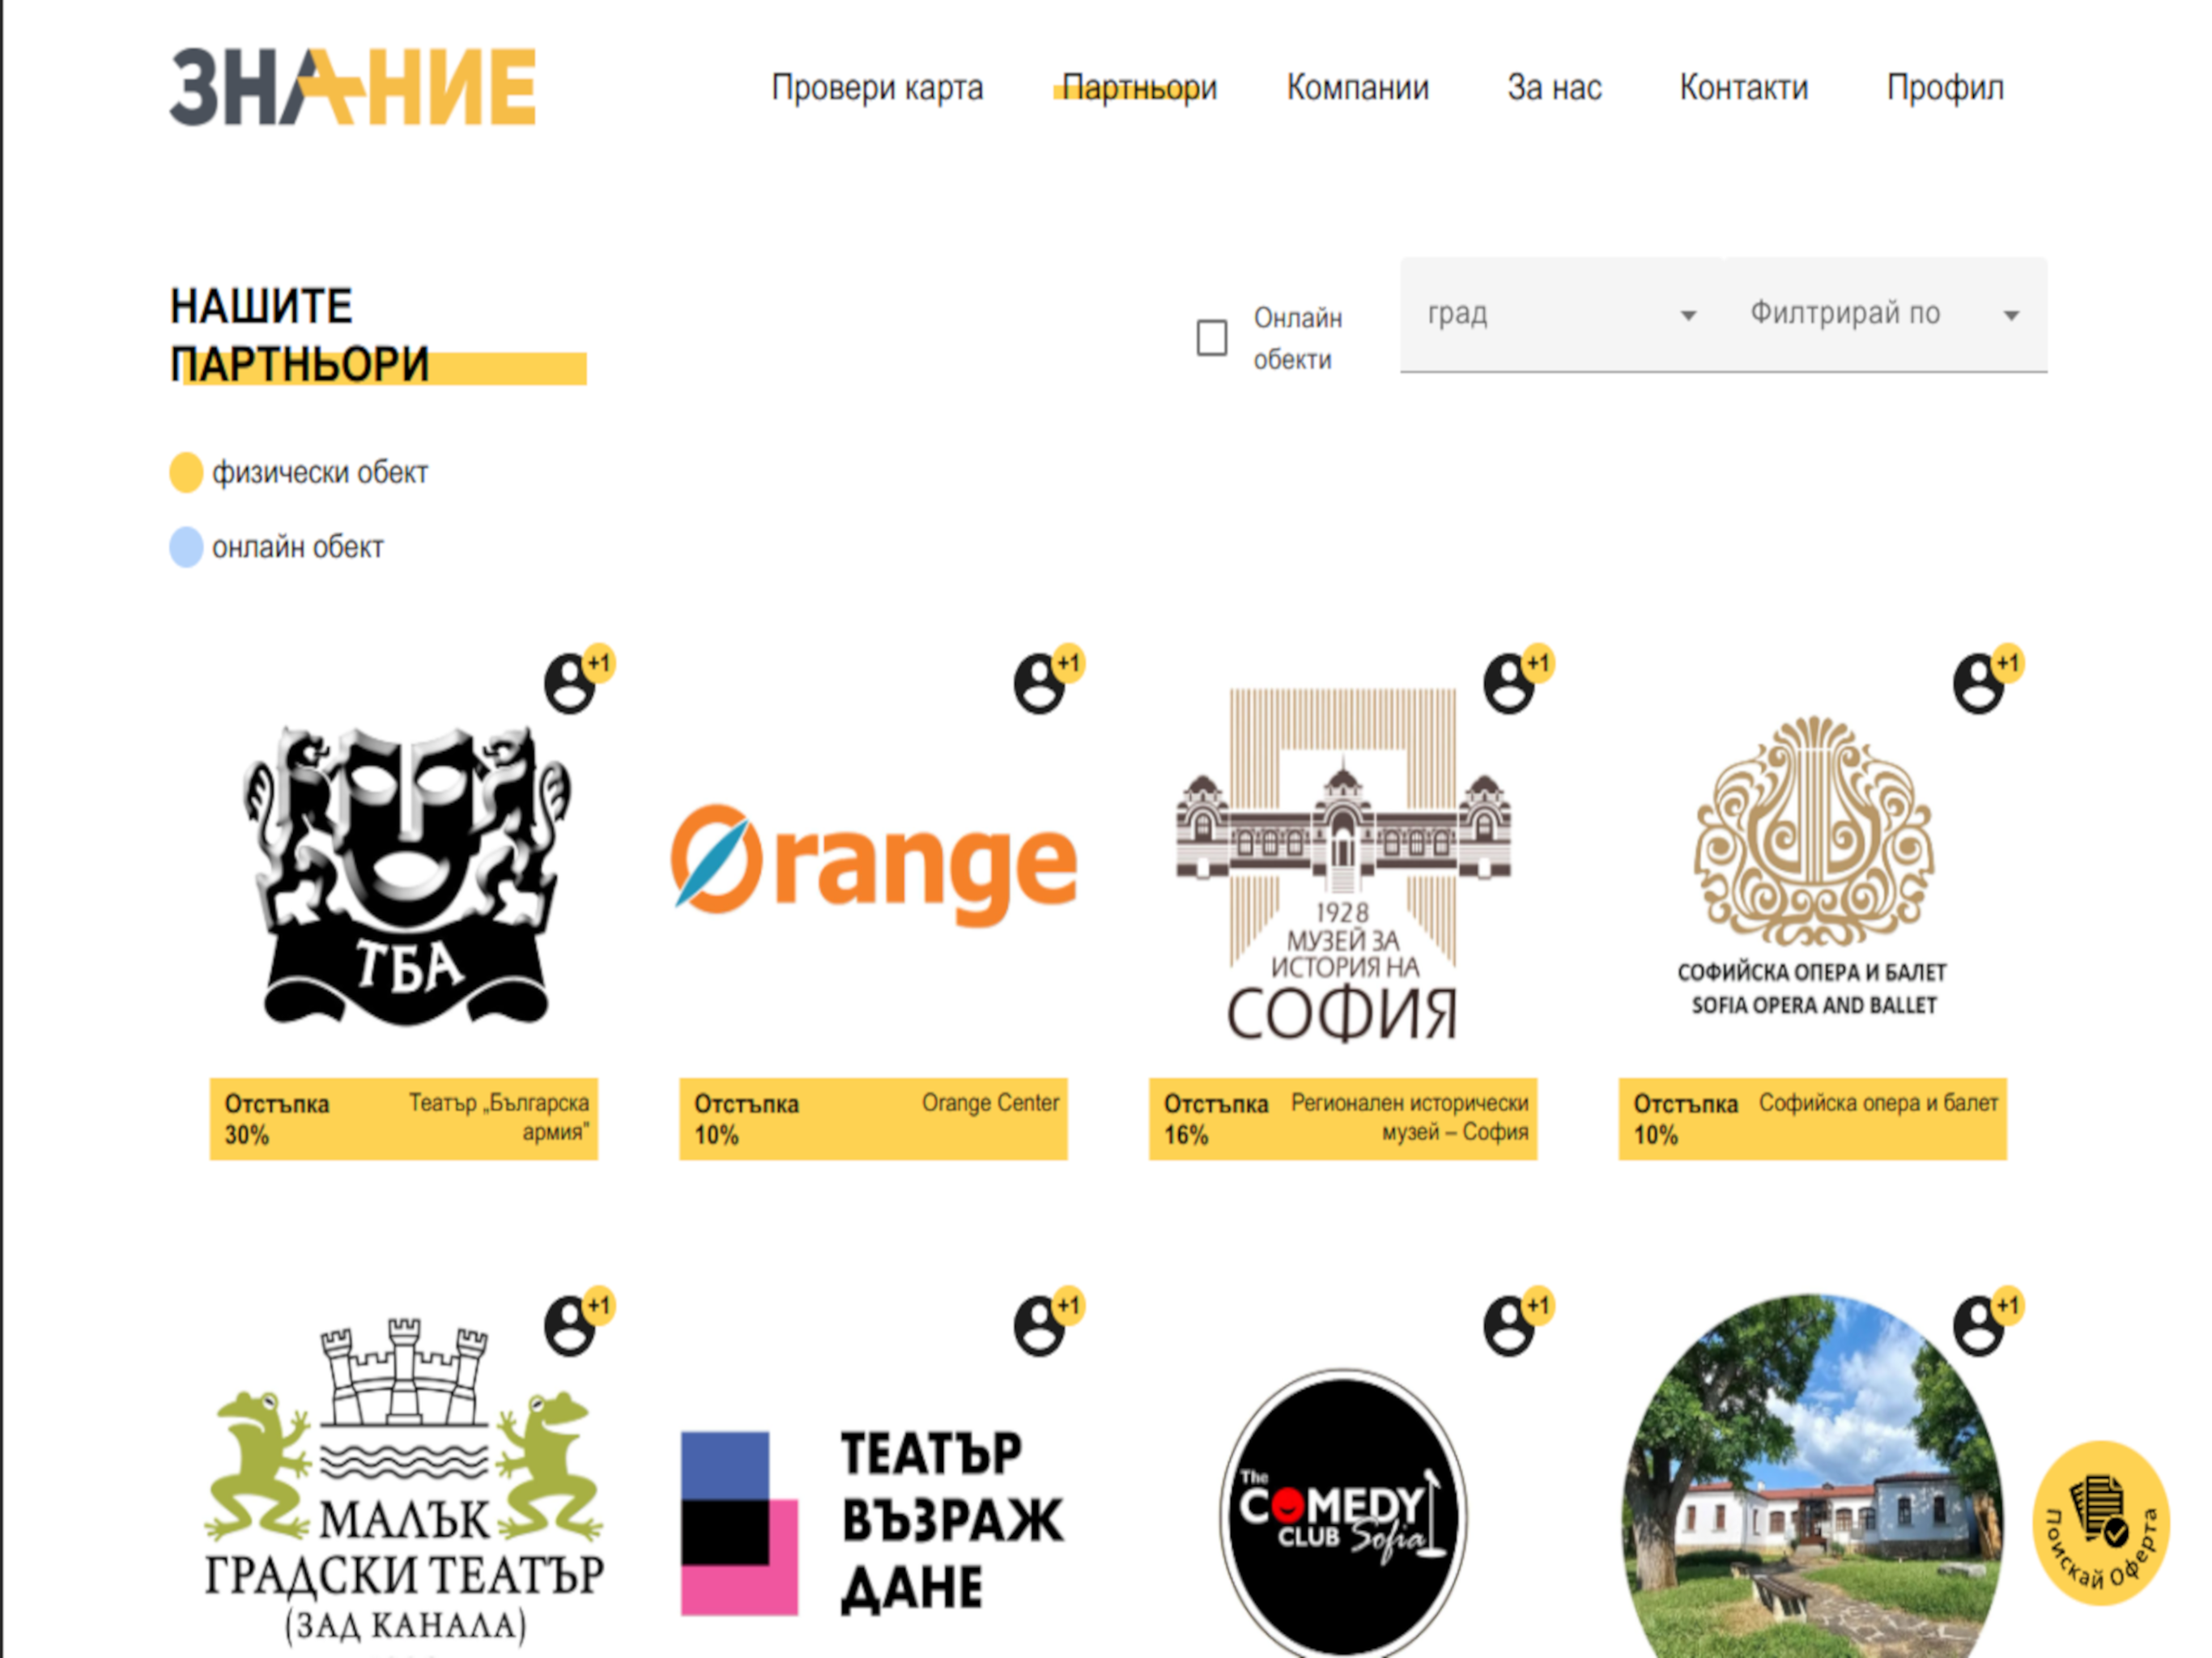 ЗНАНИЕ
Провери карта
Партньори
Компании
За нас
Контакти
Профил
НАШИТЕ
ПАРТНЬОРИ
Онлайн
обекти
град
Филтрирай по
физически обект
онлайн обект
+1
ТБА
Отстъпка
30%
Театър „Българска
армия"
+1
Orange
Отстъпка
10%
Orange Center
+1
1928
МУЗЕЙ ЗА
ИСТОРИЯ НА
СОФИЯ
Отстъпка
16%
Регионален исторически
музей – София
+1
СОФИЙСКА ОПЕРА И БАЛЕТ
SOFIA OPERA AND BALLET
Отстъпка
10%
Софийска опера и балет
+1
МАЛЪК
ГРАДСКИ ТЕАТЪР
(ЗАД КАНАЛА)
+1
ТЕАТЪР
ВЪЗРАЖ
ДАНЕ
+1
The
COMEDY
CLUB Sofia
+1
Поискай Оферта